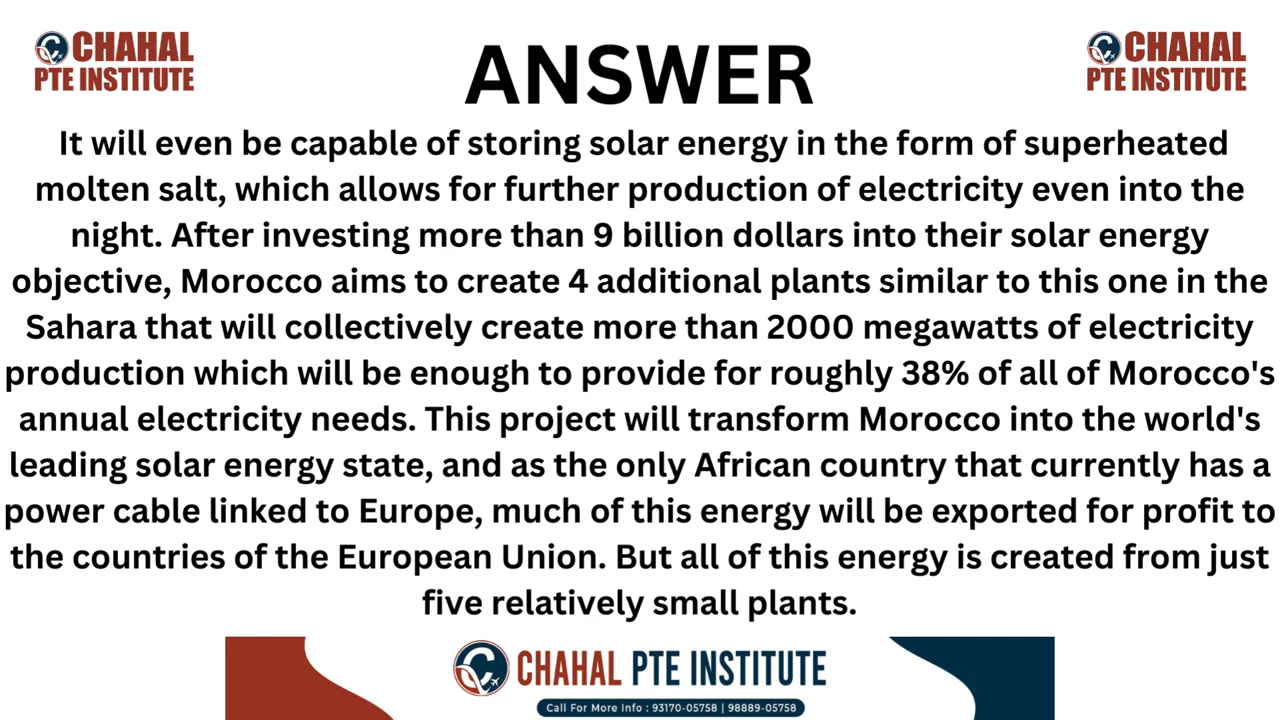 CHAHAL
PTE INSTITUTE
ANSWER
CHAHAL
PTE INSTITUTE
It will even be capable of storing solar energy in the form of superheated
molten salt, which allows for further production of electricity even into the
night. After investing more than 9 billion dollars into their solar energy
objective, Morocco aims to create 4 additional plants similar to this one in the
Sahara that will collectively create more than 2000 megawatts of electricity
production which will be enough to provide for roughly 38% of all of Morocco's
annual electricity needs. This project will transform Morocco into the world's
leading solar energy state, and as the only African country that currently has a
power cable linked to Europe, much of this energy will be exported for profit to
the countries of the European Union. But all of this energy is created from just
five relatively small plants.
CHAHAL PTE INSTITUTE
Call For More Info : 93170-05758 | 98889-05758